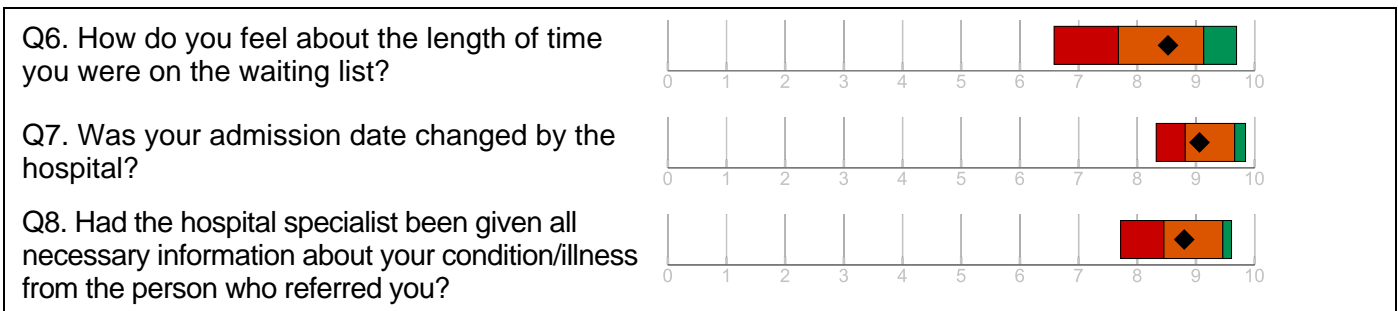 Q6. How do you feel about the length of time
you were on the waiting list?
0 1 2 3 4 5 6 7 8 9 10
Q7. Was your admission date changed by the
hospital?
0 1 2 3 4 5 6 7 8 9 10
Q8. Had the hospital specialist been given all
necessary information about your condition/illness
from the person who referred you?
0 1 2 3 4 5 6 7 8 9 10